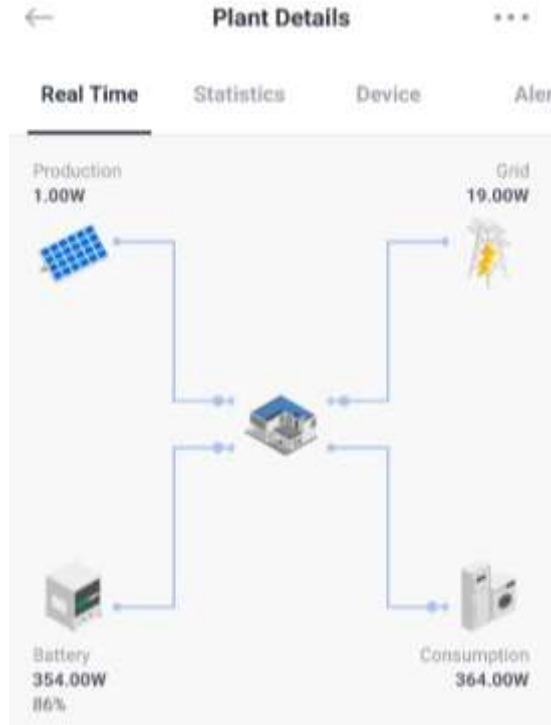 Plant Details
Real Time Statistics Device Aler
Production Grid
1.00W 19.00W
Battery Consumption
354.00W 364.00W
86%